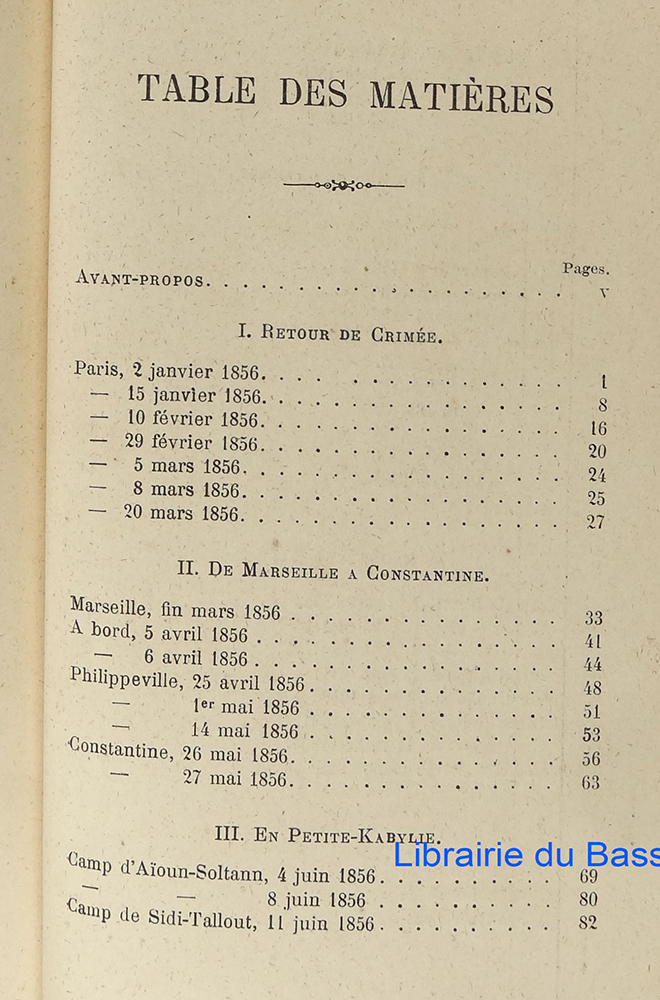 TABLE DES MATIÈRES
Pages.
AVANT-PROPOS. . . . . . . . . . . . . . . . . . . . V
I. RETOUR DE CRIMÉE.
Paris, 2 janvier 1856. . . . . . . . . . . . . . . . 1
— 15 janvier 1856. . . . . . . . . . . . . . . . 8
— 10 février 1856. . . . . . . . . . . . . . . . 16
— 29 février 1856. . . . . . . . . . . . . . . . 20
— 5 mars 1856. . . . . . . . . . . . . . . . . 24
— 8 mars 1856. . . . . . . . . . . . . . . . . 25
— 20 mars 1856. . . . . . . . . . . . . . . . . 27
II. DE MARSEILLE A CONSTANTINE.
Marseille, fin mars 1856 . . . . . . . . . . . . . . . 33
A bord, 5 avril 1856 . . . . . . . . . . . . . . . . 41
— 6 avril 1856 . . . . . . . . . . . . . . . . 44
Philippeville, 25 avril 1856. . . . . . . . . . . . . . 48
— 1er mai 1856 . . . . . . . . . . . . . . 51
— 14 mai 1856 . . . . . . . . . . . . . . 53
Constantine, 26 mai 1856. . . . . . . . . . . . . . . 56
— 27 mai 1856. . . . . . . . . . . . . . . 63
III. EN PETITE-KABYLIE.
Camp d'Aïoun-Soltann, 4 juin 1856. . . . . . . . . . 69
— — 8 juin 1856 . . . . . . . . . . 80
Camp de Sidi-Tallout, 11 juin 1856. . . . . . . . . . 82
Librairie du Bass